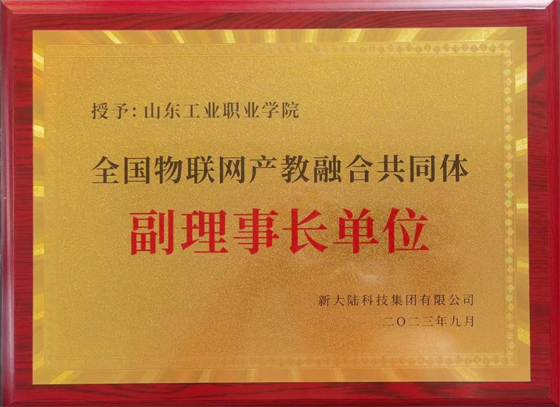 授予：山东工业职业学院
全国物联网产教融合共同体
副理事长单位
新大陆科技集团有限公司
二〇二三年九月